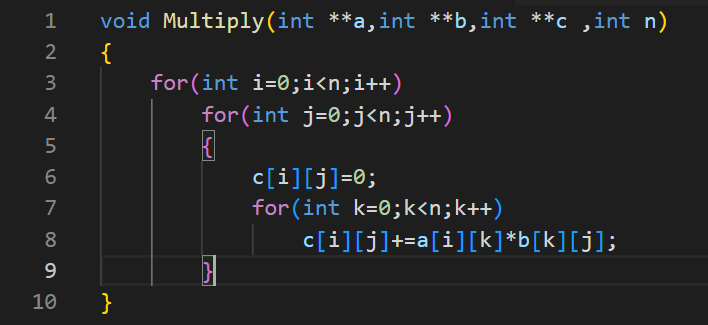 1 void Multiply(int **a,int **b,int **c ,int n)
2 {
3     for(int i=0;i<n;i++)
4         for(int j=0;j<n;j++)
5         {
6             c[i][j]=0;
7             for(int k=0;k<n;k++)
8                 c[i][j]+=a[i][k]*b[k][j];
9         }
10 }